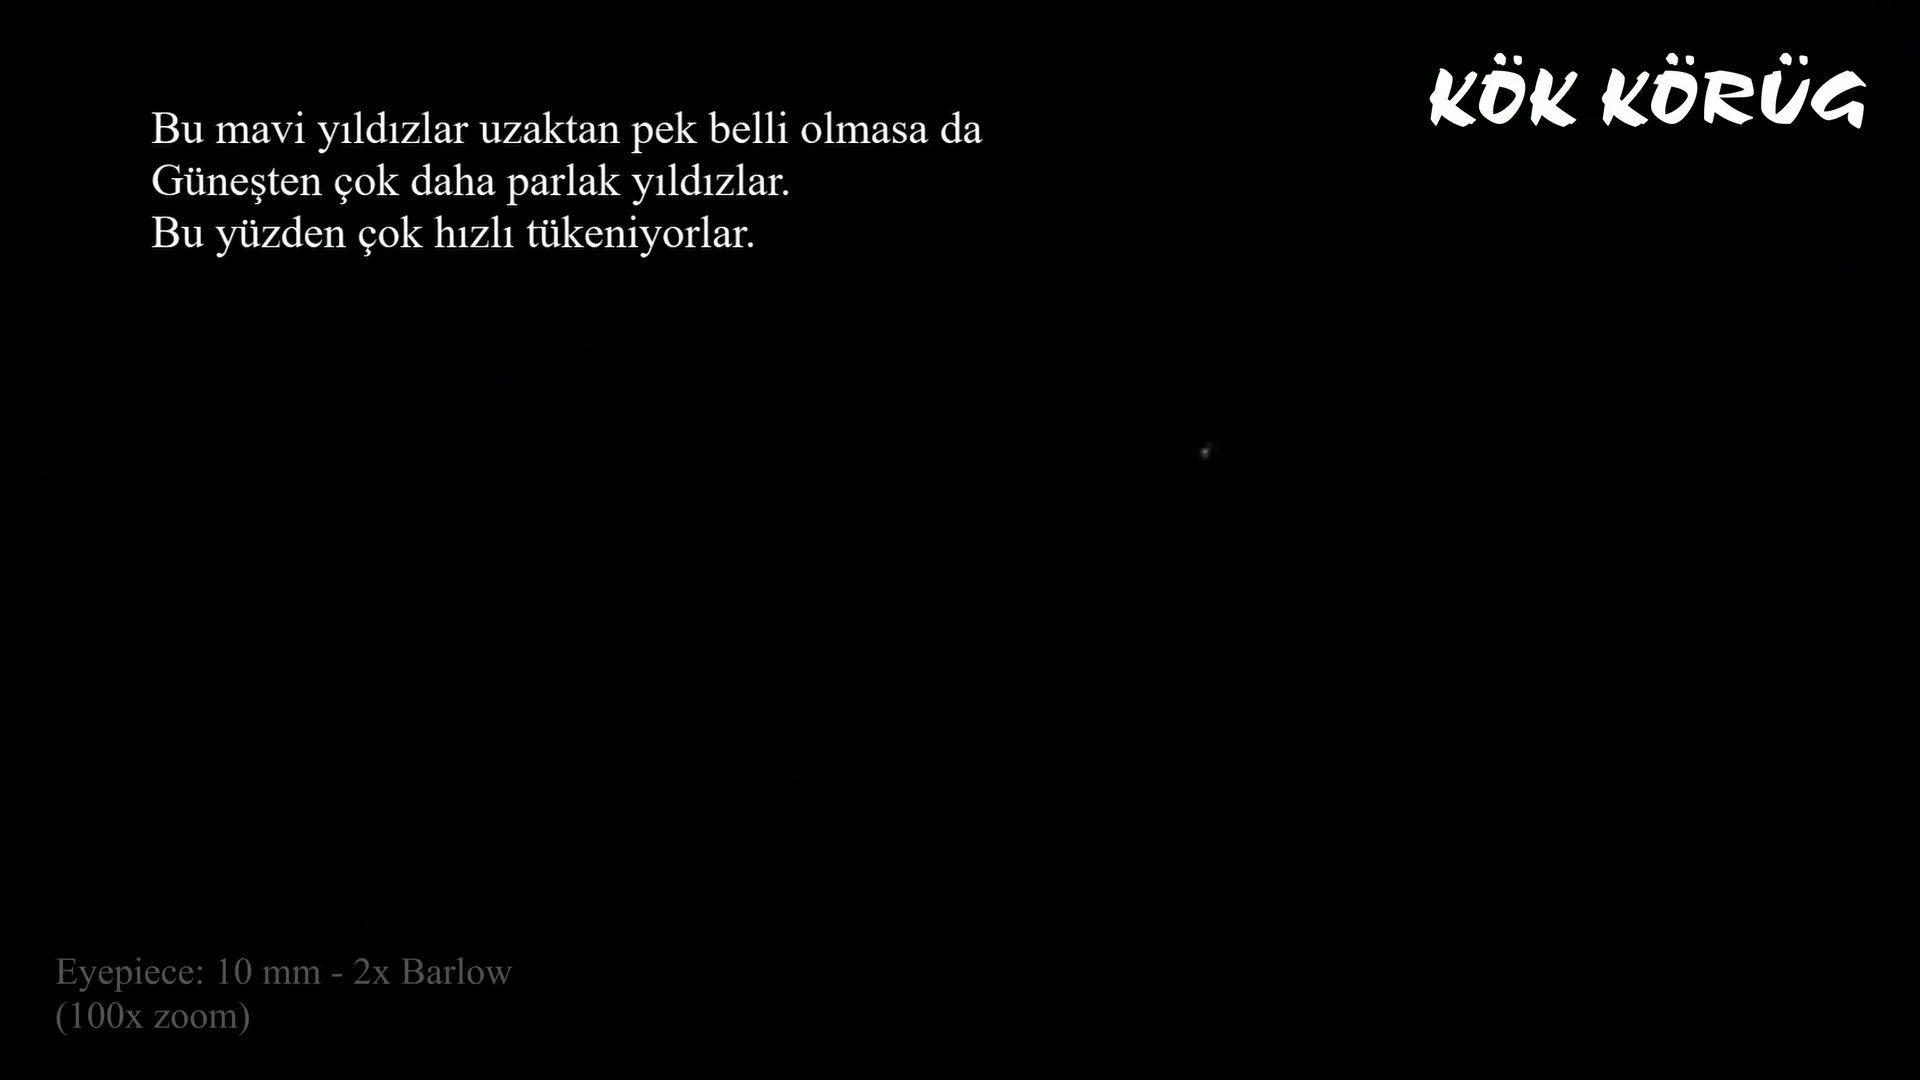 KÖK KÖRÜG
Bu mavi yıldızlar uzaktan pek belli olmasa da
Güneşten çok daha parlak yıldızlar.
Bu yüzden çok hızlı tükeniyorlar.
Eyepiece: 10 mm - 2x Barlow
(100x zoom)